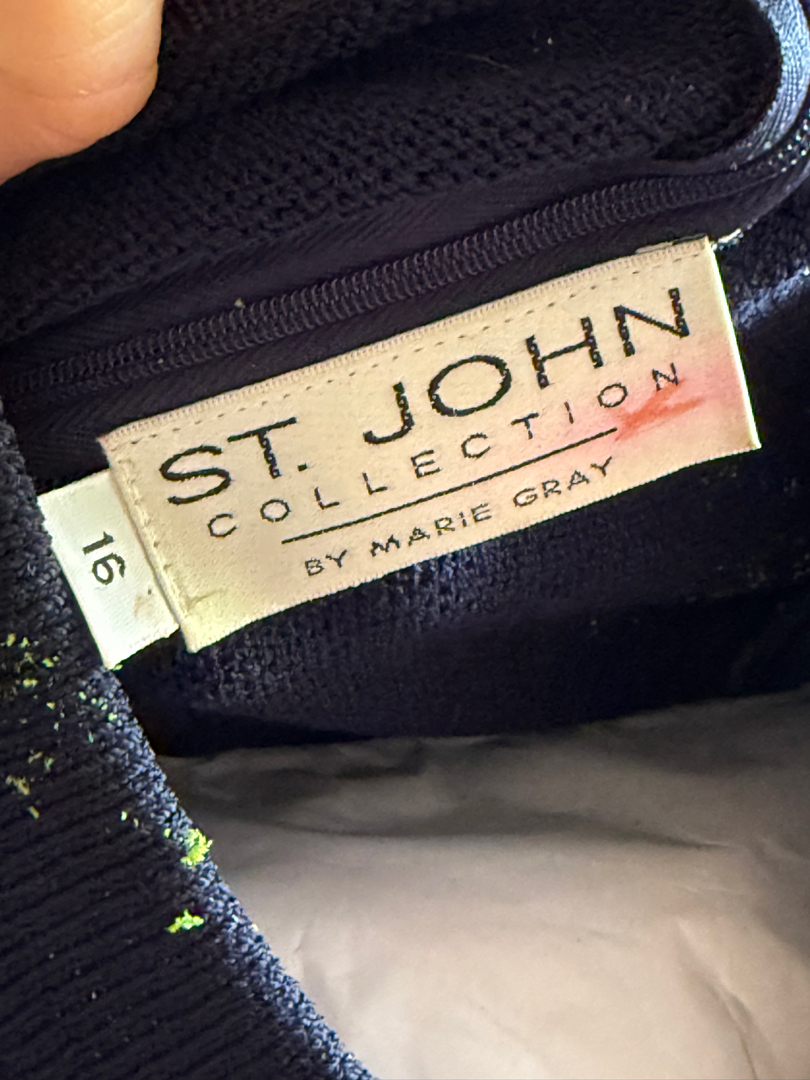 ST. JOHN
COLLECTION
BY MARIE GRAY
16